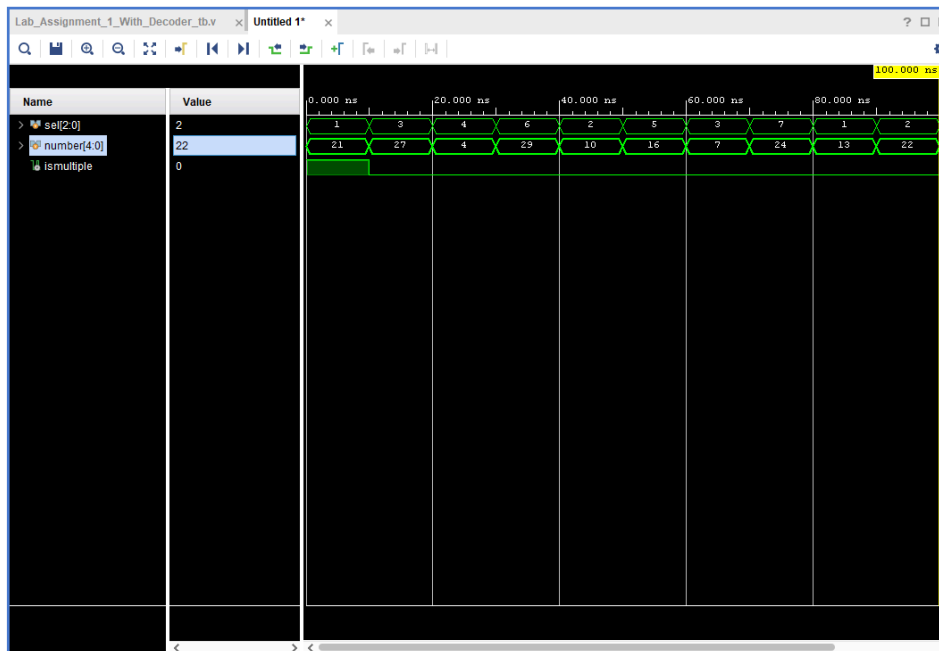 Lab_Assignment_1_With_Decoder_tb.v × Untitled 1* × ?
100.000 ns
Name Value 0.000 ns 20.000 ns 40.000 ns 60.000 ns 80.000 ns
sel[2:0] 2 1 3 4 6 2 5 3 7 1 2
number[4:0] 22 21 27 4 29 10 16 7 24 13 22
ismultiple 0